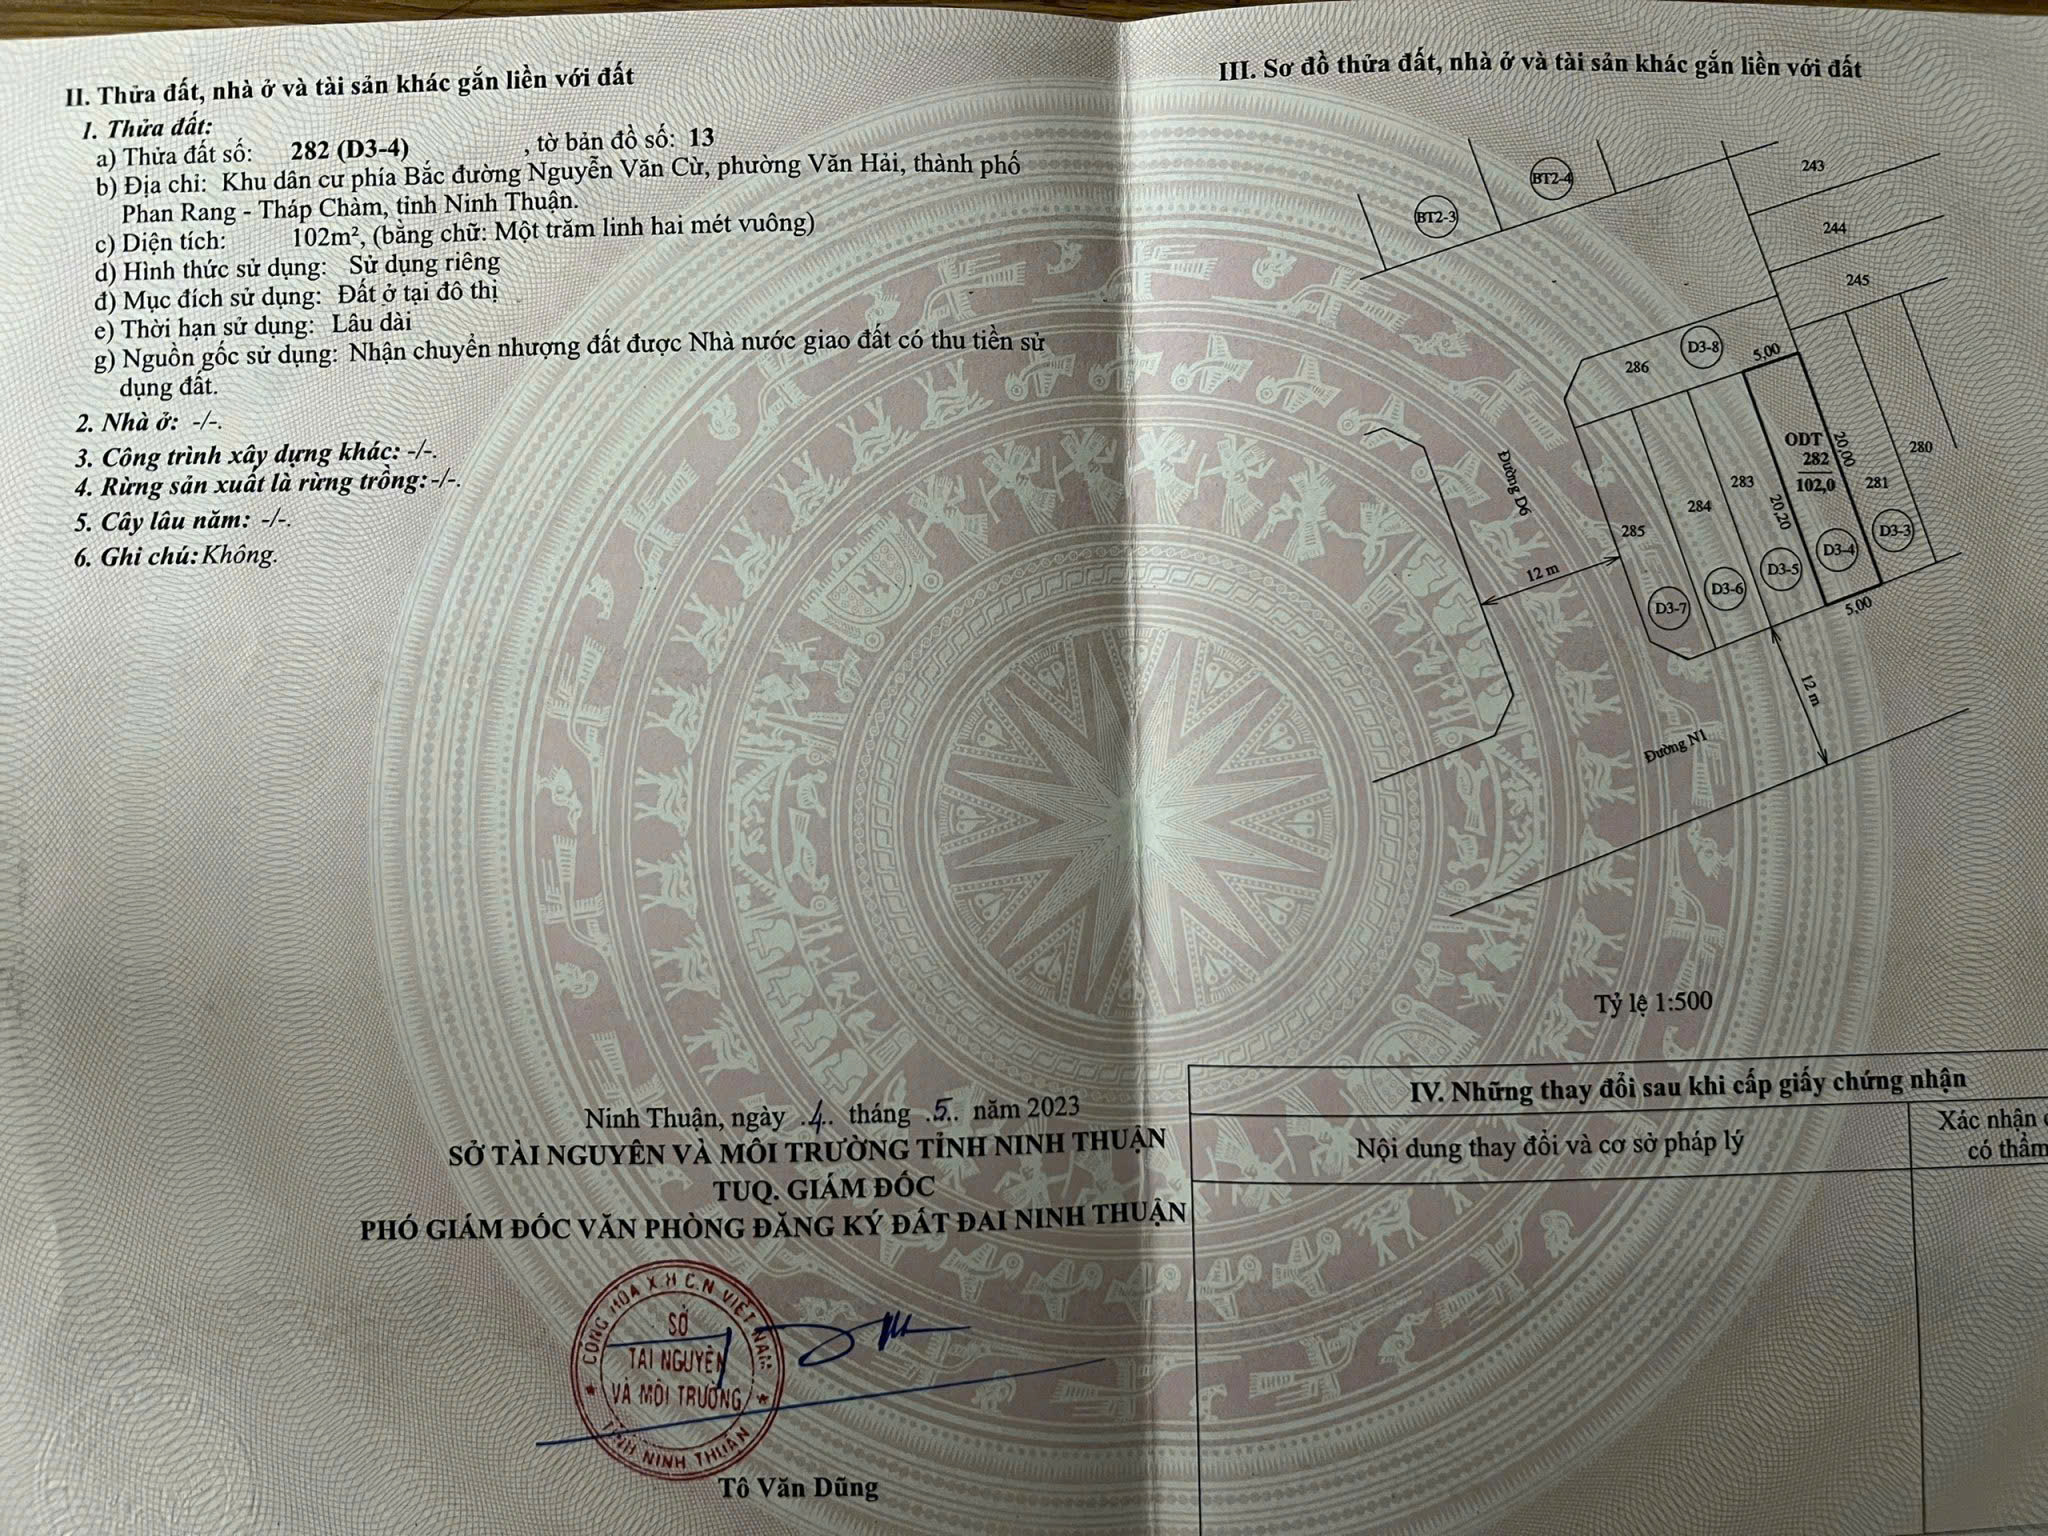 II. Thửa đất, nhà ở và tài sản khác gắn liền với đất
1. Thửa đất:
a) Thửa đất số: 282 (D3-4) , tờ bản đồ số: 13
b) Địa chỉ: Khu dân cư phía Bắc đường Nguyễn Văn Cừ, phường Văn Hải, thành phố
Phan Rang - Tháp Chàm, tỉnh Ninh Thuận.
c) Diện tích: 102m², (bằng chữ: Một trăm linh hai mét vuông)
d) Hình thức sử dụng: Sử dụng riêng
đ) Mục đích sử dụng: Đất ở tại đô thị
e) Thời hạn sử dụng: Lâu dài
g) Nguồn gốc sử dụng: Nhận chuyển nhượng đất được Nhà nước giao đất có thu tiền sử
dụng đất.
2. Nhà ở: -/-.
3. Công trình xây dựng khác: -/-.
4. Rừng sản xuất là rừng trồng: -/-.
5. Cây lâu năm: -/-.
6. Ghi chú: Không.
Ninh Thuận, ngày .4.. tháng .5.. năm 2023
SỞ TÀI NGUYÊN VÀ MÔI TRƯỜNG TỈNH NINH THUẬN
TUQ. GIÁM ĐỐC
PHÓ GIÁM ĐỐC VĂN PHÒNG ĐĂNG KÝ ĐẤT ĐAI NINH THUẬN
CỘNG HÒA X.H.C.N VIỆT NAM
SỞ
TÀI NGUYÊN
VÀ MÔI TRƯỜNG
TỈNH NINH THUẬN
Tô Văn Dũng
III. Sơ đồ thửa đất, nhà ở và tài sản khác gắn liền với đất
BT2-3
BT2-4
243
244
245
286
D3-8
5,00
Đường D6
ODT
282
102,0
20,00
20,20
280
281
283
284
285
12 m
D3-3
D3-4
D3-5
D3-6
D3-7
5,00
12 m
Đường N1
Tỷ lệ 1:500
IV. Những thay đổi sau khi cấp giấy chứng nhận
Nội dung thay đổi và cơ sở pháp lý
Xác nhận
có thẩm